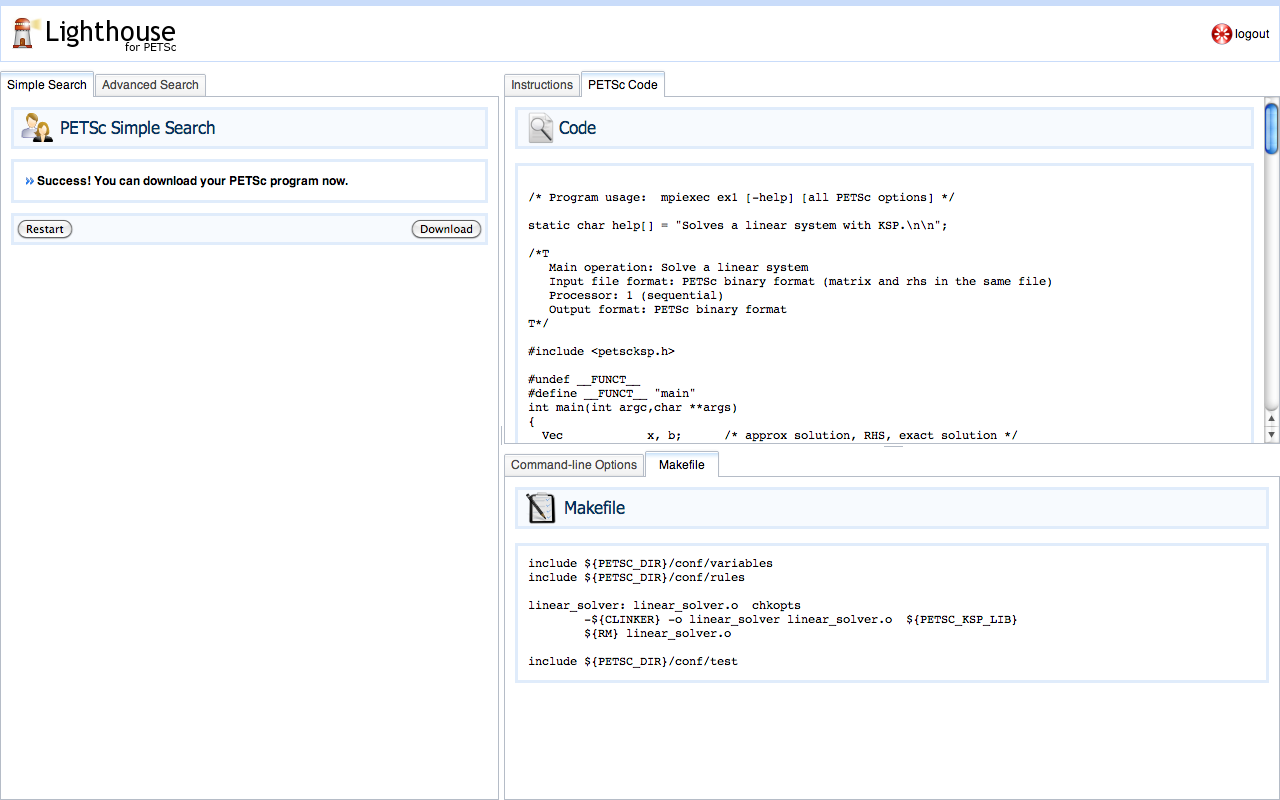 Lighthouse
for PETSc
logout
Simple Search
Advanced Search
PETSc Simple Search
» Success! You can download your PETSc program now.
Restart
Download
Instructions
PETSc Code
Code
/* Program usage:  mpiexec ex1 [-help] [all PETSc options] */
static char help[] = "Solves a linear system with KSP.\n\n";
/*T
   Main operation: Solve a linear system
   Input file format: PETSc binary format (matrix and rhs in the same file)
   Processor: 1 (sequential)
   Output format: PETSc binary format
T*/
#include <petscksp.h>
#undef __FUNCT__
#define __FUNCT__ "main"
int main(int argc,char **args)
{
  Vec            x, b;      /* approx solution, RHS, exact solution */
Command-line Options
Makefile
Makefile
include ${PETSC_DIR}/conf/variables
include ${PETSC_DIR}/conf/rules
linear_solver: linear_solver.o  chkopts
        -${CLINKER} -o linear_solver linear_solver.o  ${PETSC_KSP_LIB}
        ${RM} linear_solver.o
include ${PETSC_DIR}/conf/test